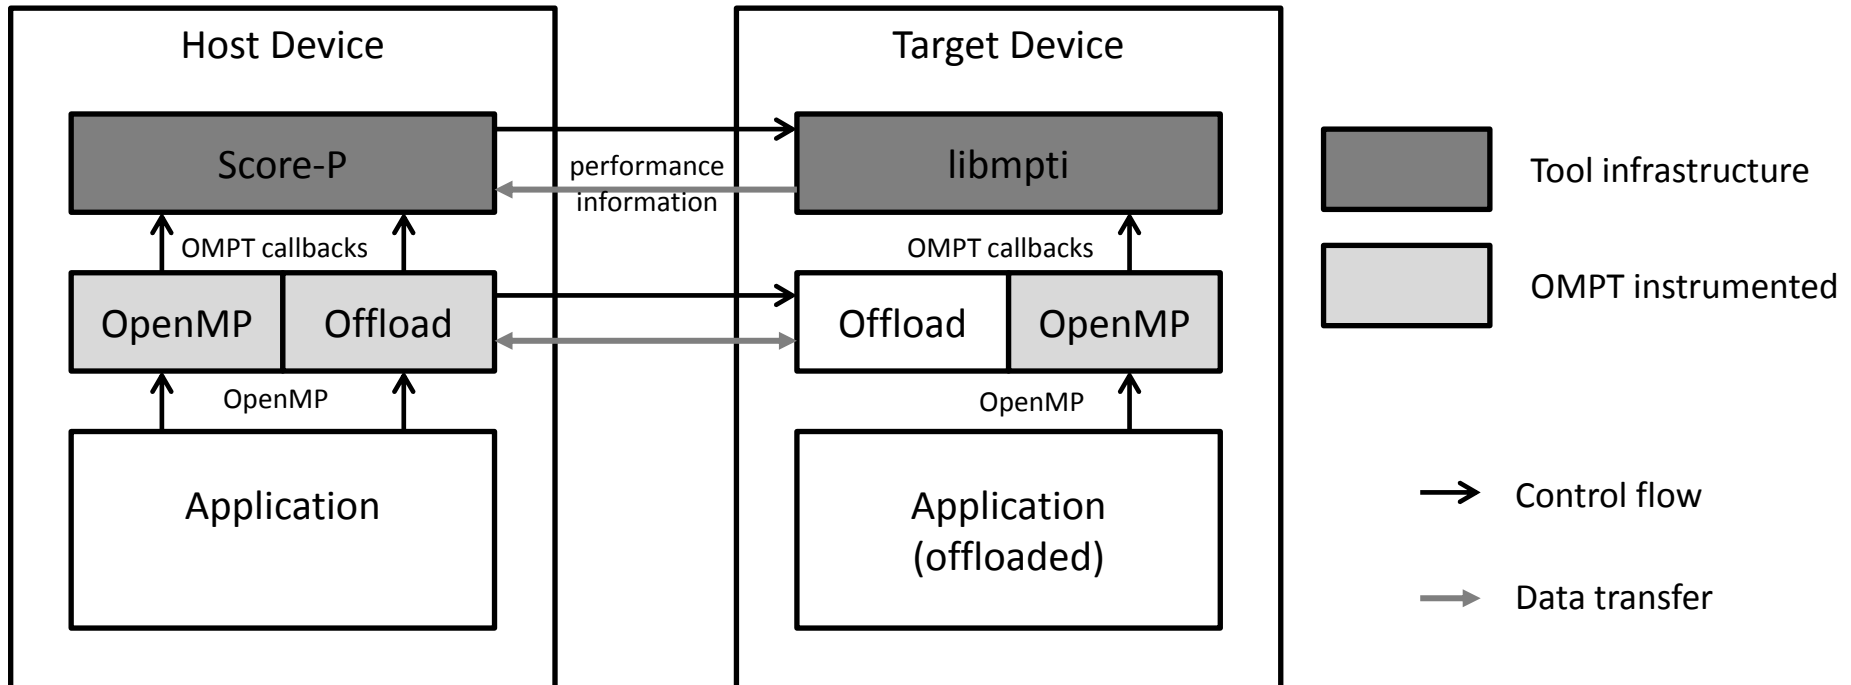 Host Device
Target Device
Score-P
performance
information
libmpti
Tool infrastructure
OMPT callbacks
OMPT callbacks
OpenMP
Offload
Offload
OpenMP
OMPT instrumented
OpenMP
OpenMP
Application
Application
(offloaded)
Control flow
Data transfer